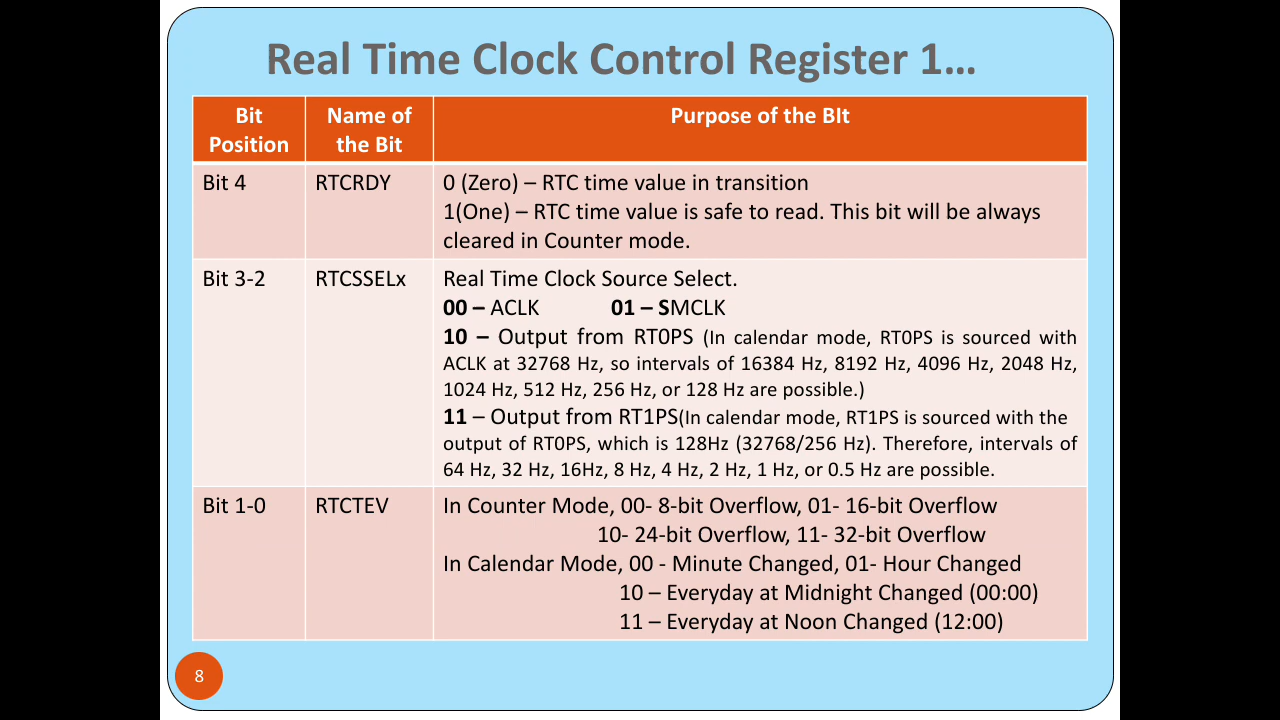 Real Time Clock Control Register 1…
Bit Position
Name of the Bit
Purpose of the BIt
Bit 4
RTCRDY
0 (Zero) – RTC time value in transition
1(One) – RTC time value is safe to read. This bit will be always
cleared in Counter mode.
Bit 3-2
RTCSSELx
Real Time Clock Source Select.
00 – ACLK 01 – SMCLK
10 – Output from RT0PS (In calendar mode, RT0PS is sourced with
ACLK at 32768 Hz, so intervals of 16384 Hz, 8192 Hz, 4096 Hz, 2048 Hz,
1024 Hz, 512 Hz, 256 Hz, or 128 Hz are possible.)
11 – Output from RT1PS(In calendar mode, RT1PS is sourced with the
output of RT0PS, which is 128Hz (32768/256 Hz). Therefore, intervals of
64 Hz, 32 Hz, 16Hz, 8 Hz, 4 Hz, 2 Hz, 1 Hz, or 0.5 Hz are possible.
Bit 1-0
RTCTEV
In Counter Mode, 00- 8-bit Overflow, 01- 16-bit Overflow
10- 24-bit Overflow, 11- 32-bit Overflow
In Calendar Mode, 00 - Minute Changed, 01- Hour Changed
10 – Everyday at Midnight Changed (00:00)
11 – Everyday at Noon Changed (12:00)
8